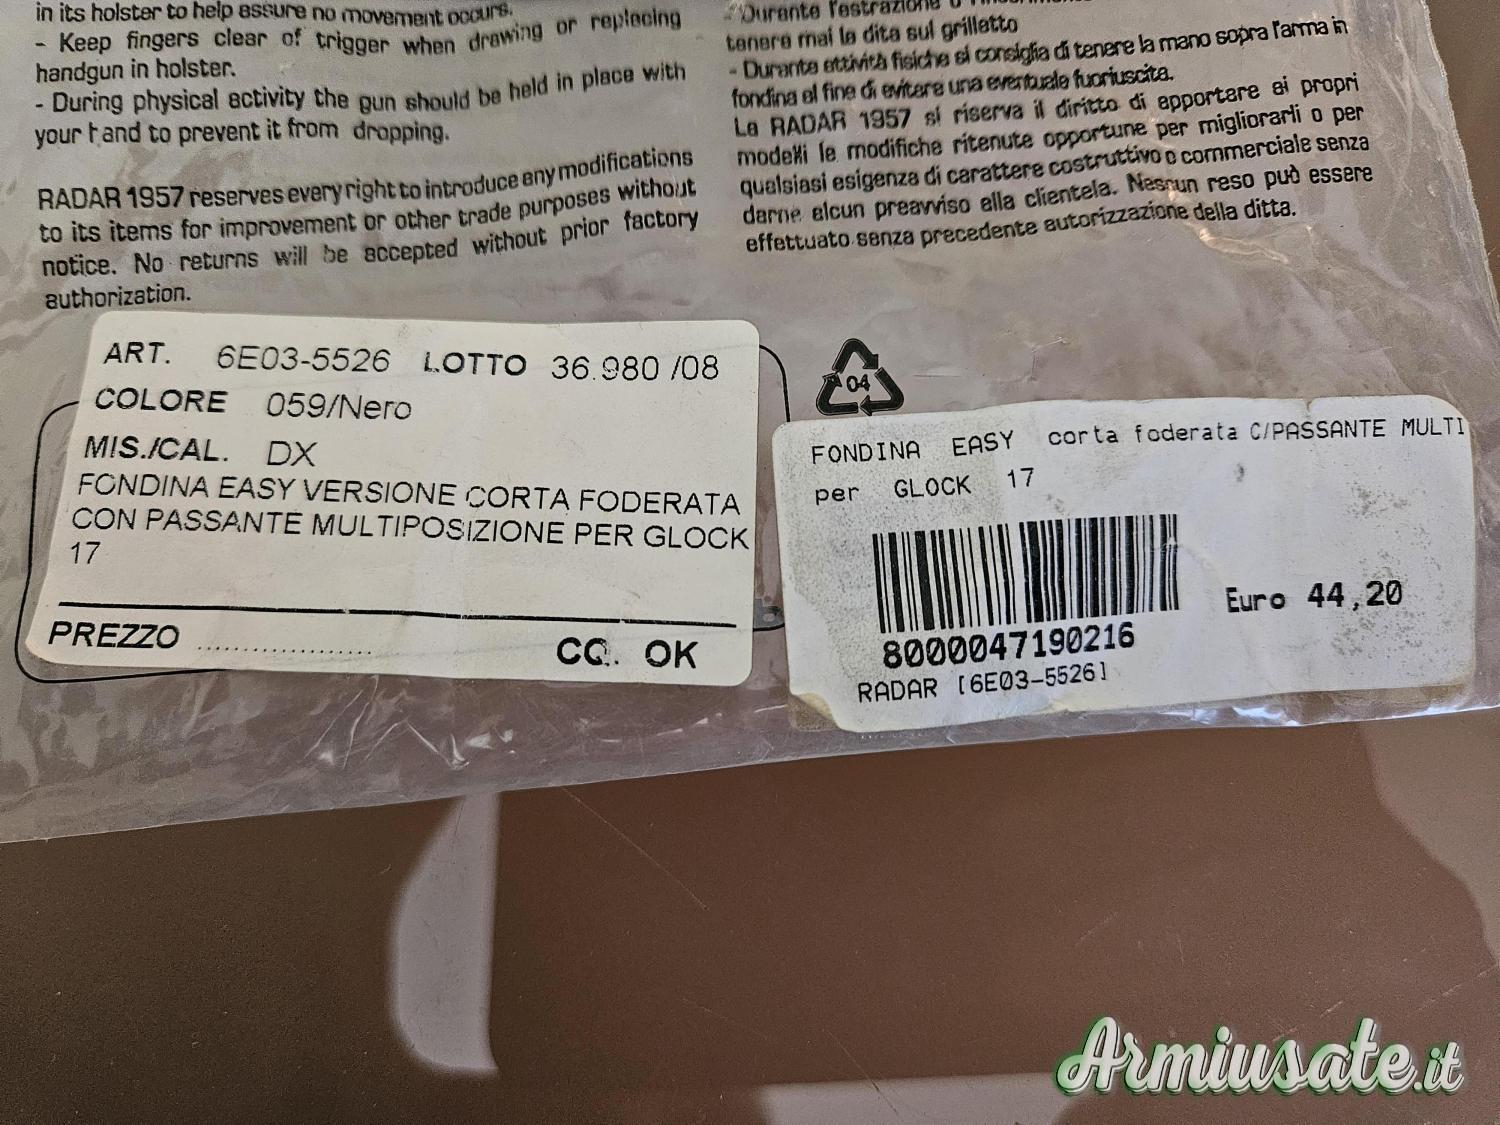 in its holster to help assure no movement occurs.
- Keep fingers clear of trigger when drawing or replacing
handgun in holster.
- During physical activity the gun should be held in place with
your hand to prevent it from dropping.
RADAR 1957 reserves every right to introduce any modifications
to its items for improvement or other trade purposes without
notice. No returns will be accepted without prior factory
authorization.
- Durante l'estrazione o
tenere mai le dita sul grilletto
- Durante attività fisiche si consiglia di tenere la mano sopra l'arma in
fondina al fine di evitare una eventuale fuoriuscita.
La RADAR 1957 si riserva il diritto di apportare ai propri
modelli le modifiche ritenute opportune per migliorarli o per
qualsiasi esigenza di carattere costruttivo o commerciale senza
darne alcun preavviso alla clientela. Nessun reso può essere
effettuato senza precedente autorizzazione della ditta.
ART. 6E03-5526 LOTTO 36.980 /08
COLORE 059/Nero
MIS./CAL. DX
FONDINA EASY VERSIONE CORTA FODERATA
CON PASSANTE MULTIPOSIZIONE PER GLOCK
17
PREZZO .................... CQ. OK
04
FONDINA EASY corta foderata C/PASSANTE MULTI
per GLOCK 17
Euro 44,20
8000047190216
RADAR [6E03-5526]
Armiusate.it